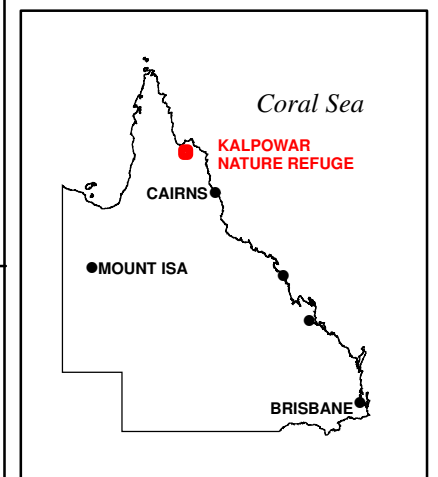 Coral Sea
KALPOWAR
NATURE REFUGE
CAIRNS
MOUNT ISA
BRISBANE